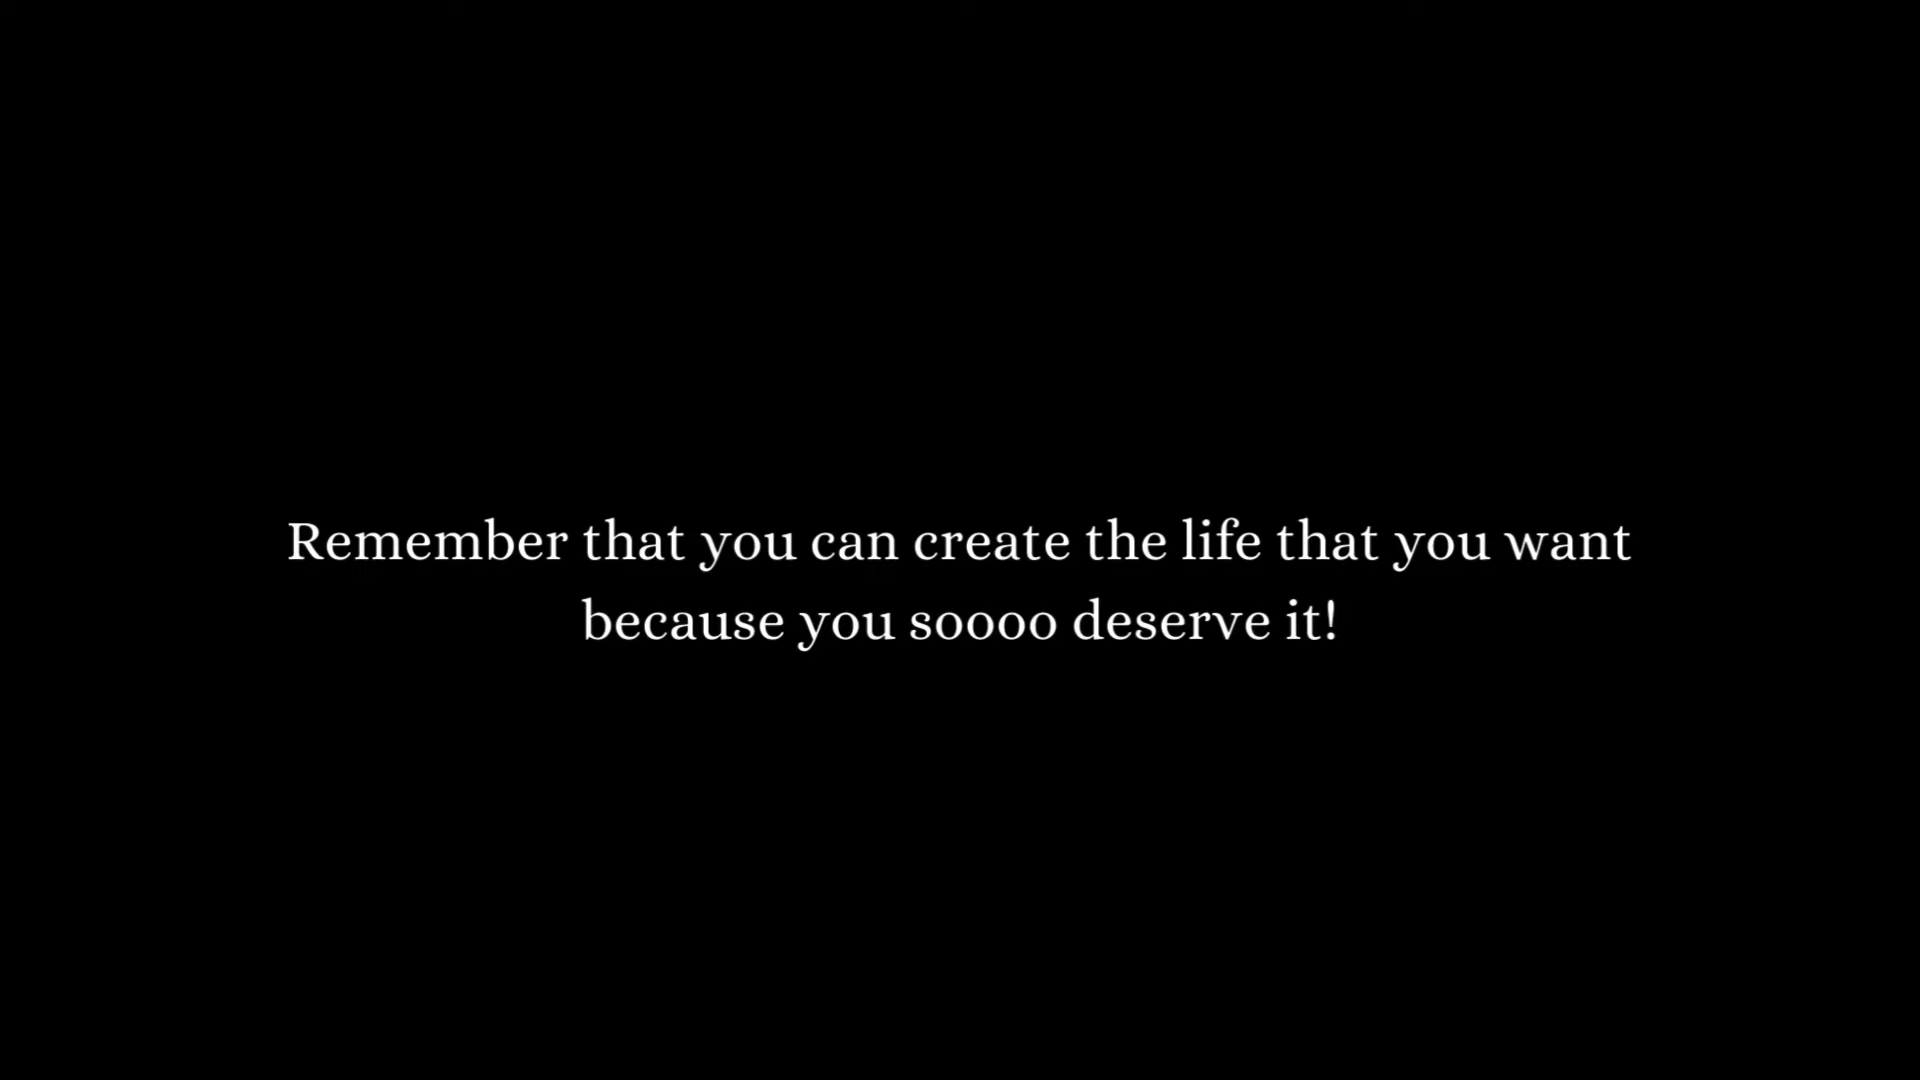 Remember that you can create the life that you want
because you soooo deserve it!